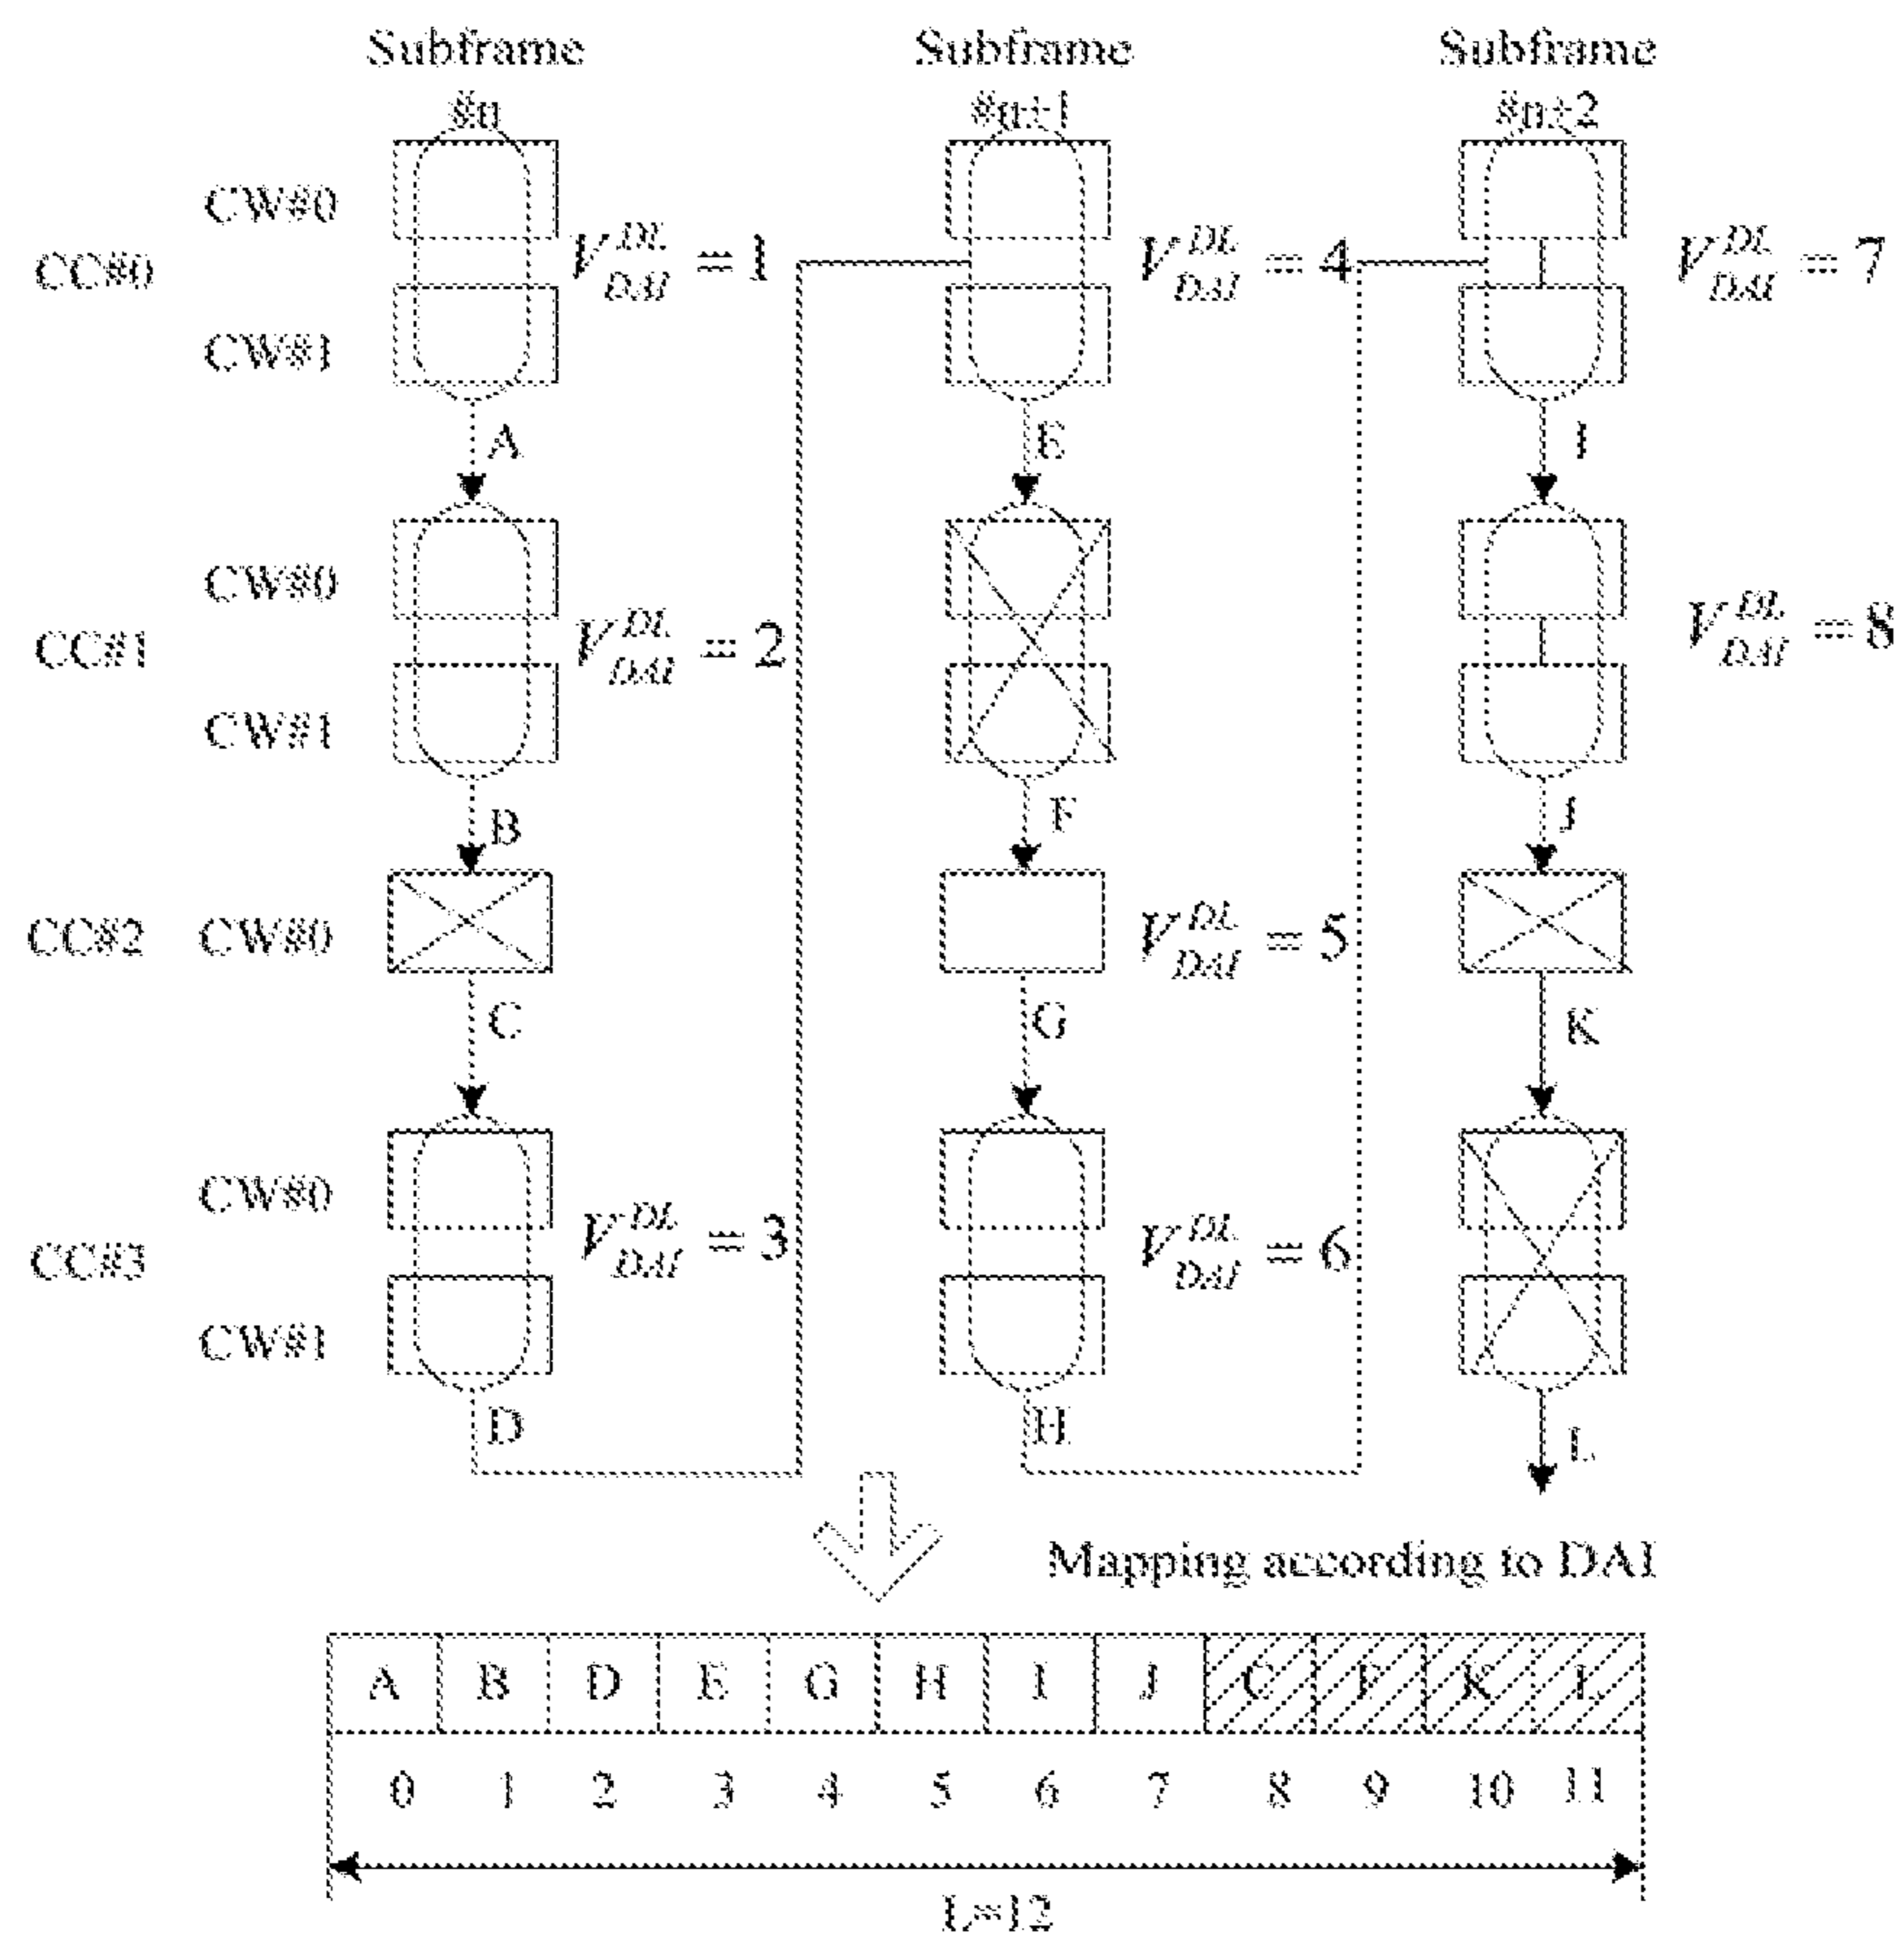 Subframe Subframe Subframe
#n #n+1 #n+2
CW#0
CC#0 V_DAI^DL = 1 V_DAI^DL = 4 V_DAI^DL = 7
CW#1
A E I
CW#0
CC#1 V_DAI^DL = 2 V_DAI^DL = 8
CW#1
B F J
CC#2 CW#0 V_DAI^DL = 5
C G K
CW#0
CC#3 V_DAI^DL = 3 V_DAI^DL = 6
CW#1
D H L
Mapping according to DAI
A B D E G H I J C F K L
0 1 2 3 4 5 6 7 8 9 10 11
L=12